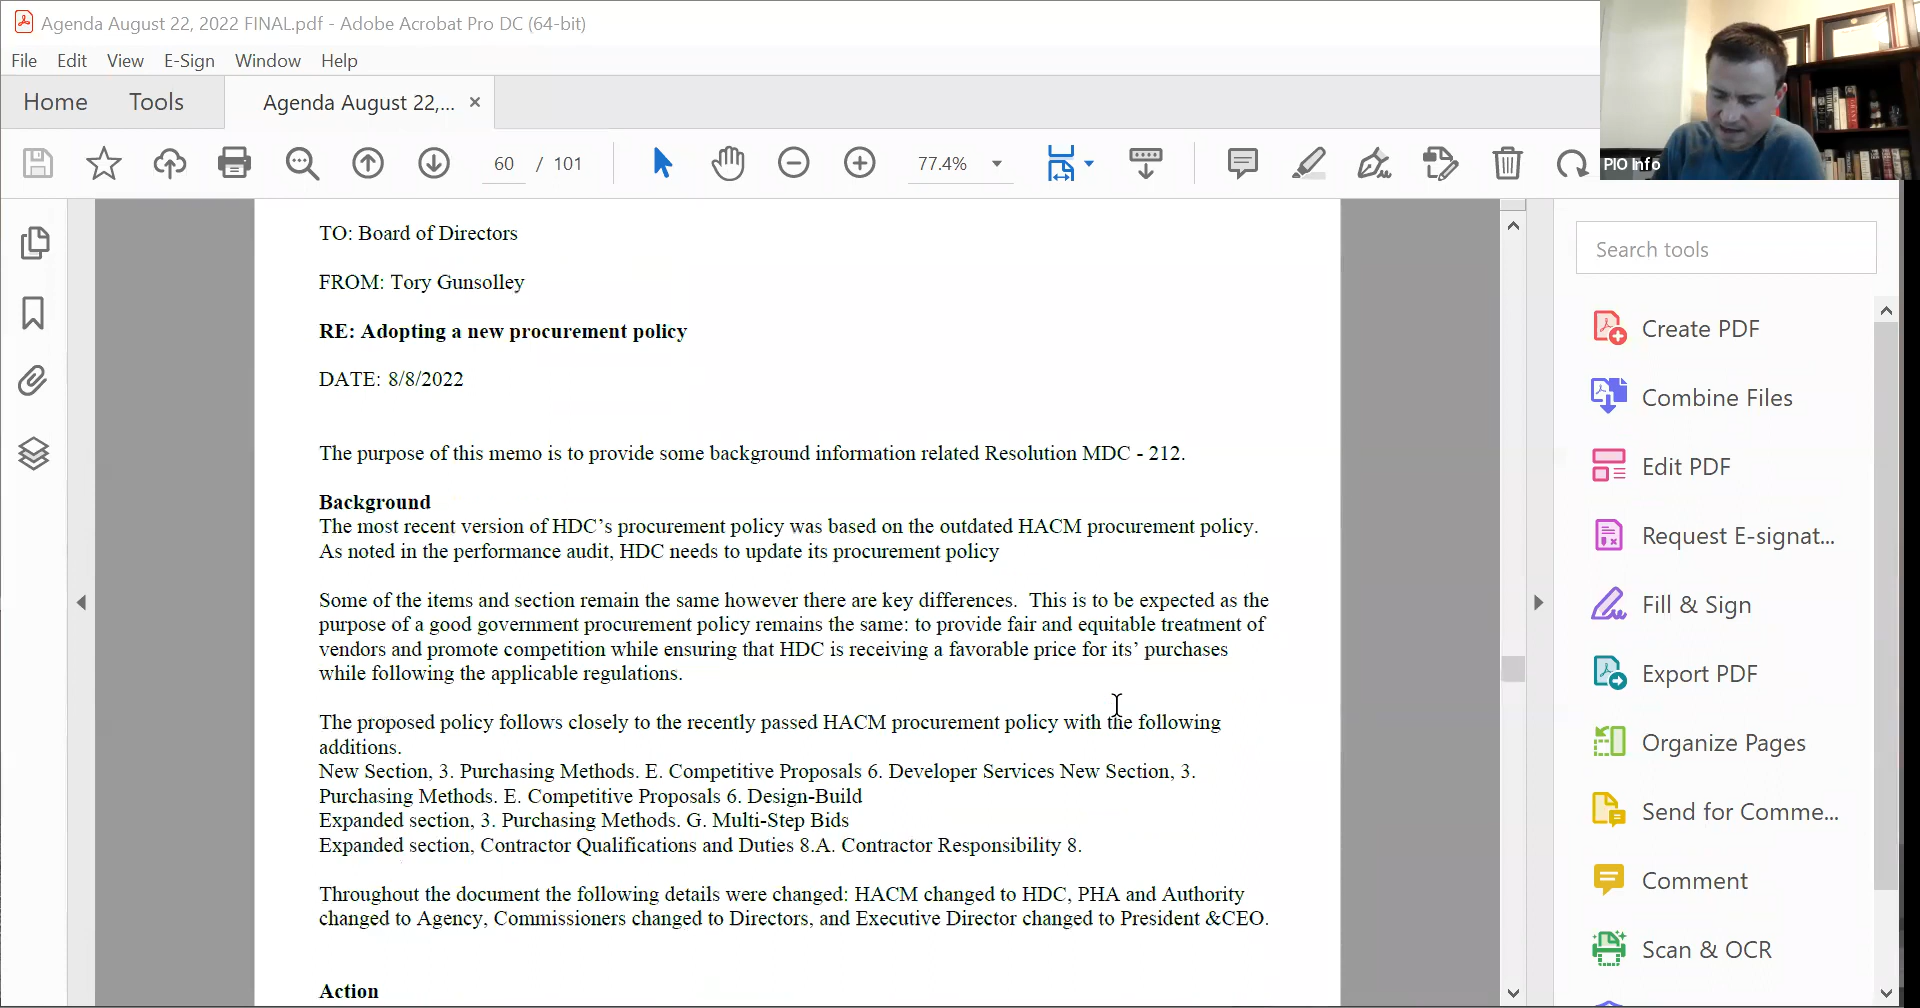 Agenda August 22, 2022 FINAL.pdf - Adobe Acrobat Pro DC (64-bit)
File Edit View E-Sign Window Help
Home Tools Agenda August 22,... ×
60 / 101 77.4%
PIO Info
TO: Board of Directors
FROM: Tory Gunsolley
RE: Adopting a new procurement policy
DATE: 8/8/2022
The purpose of this memo is to provide some background information related Resolution MDC - 212.
Background
The most recent version of HDC’s procurement policy was based on the outdated HACM procurement policy.
As noted in the performance audit, HDC needs to update its procurement policy
Some of the items and section remain the same however there are key differences.  This is to be expected as the
purpose of a good government procurement policy remains the same: to provide fair and equitable treatment of
vendors and promote competition while ensuring that HDC is receiving a favorable price for its’ purchases
while following the applicable regulations.
The proposed policy follows closely to the recently passed HACM procurement policy with the following
additions.
New Section, 3. Purchasing Methods. E. Competitive Proposals 6. Developer Services New Section, 3.
Purchasing Methods. E. Competitive Proposals 6. Design-Build
Expanded section, 3. Purchasing Methods. G. Multi-Step Bids
Expanded section, Contractor Qualifications and Duties 8.A. Contractor Responsibility 8.
Throughout the document the following details were changed: HACM changed to HDC, PHA and Authority
changed to Agency, Commissioners changed to Directors, and Executive Director changed to President &CEO.
Action
Search tools
Create PDF
Combine Files
Edit PDF
Request E-signat...
Fill & Sign
Export PDF
Organize Pages
Send for Comme...
Comment
Scan & OCR